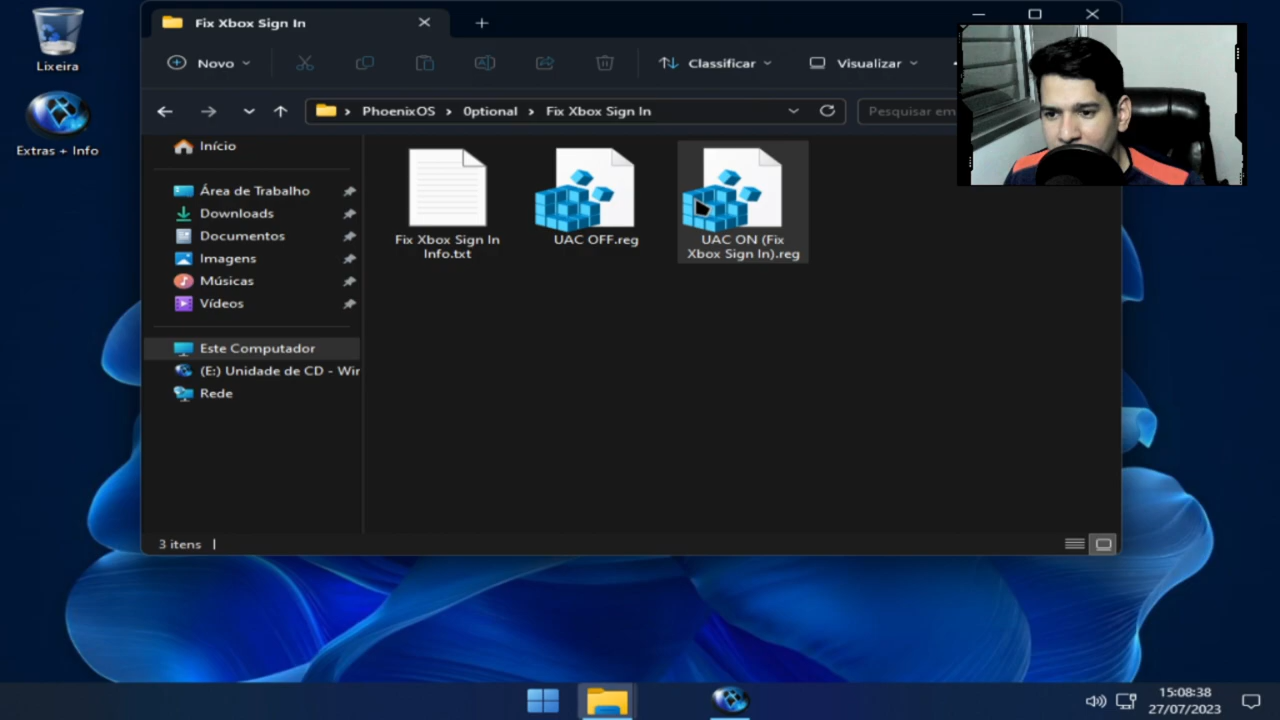 Lixeira
Extras + Info
Fix Xbox Sign In
Novo
Classificar
Visualizar
PhoenixOS
0ptional
Fix Xbox Sign In
Pesquisar em
Início
Área de Trabalho
Downloads
Documentos
Imagens
Músicas
Vídeos
Este Computador
(E:) Unidade de CD - Wir
Rede
Fix Xbox Sign In
Info.txt
UAC OFF.reg
UAC ON (Fix
Xbox Sign In).reg
3 itens
15:08:38
27/07/2023